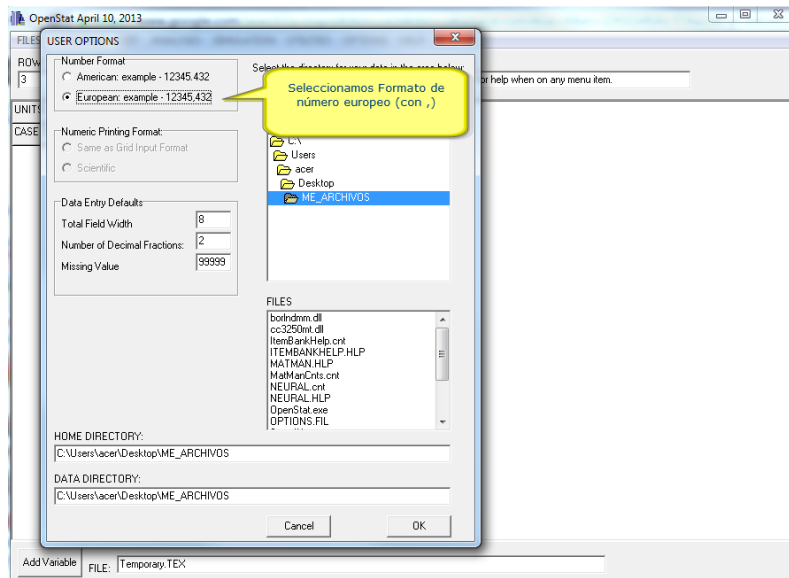 OpenStat April 10, 2013
FILES
USER OPTIONS
ROW
3
or help when on any menu item.
UNITS
CASE
Number Format
American: example - 12345.432
European: example - 12345,432
Select the directory for your data in the area below:
Seleccionamos Formato de
número europeo (con ,)
Numeric Printing Format:
Same as Grid Input Format
Scientific
C:\
Users
acer
Desktop
ME_ARCHIVOS
Data Entry Defaults
Total Field Width 8
Number of Decimal Fractions: 2
Missing Value 99999
FILES
borlndmm.dll
cc3250mt.dll
ItemBankHelp.cnt
ITEMBANKHELP.HLP
MATMAN.HLP
MatManCnts.cnt
NEURAL.cnt
NEURAL.HLP
OpenStat.exe
OPTIONS.FIL
HOME DIRECTORY:
C:\Users\acer\Desktop\ME_ARCHIVOS
DATA DIRECTORY:
C:\Users\acer\Desktop\ME_ARCHIVOS
Cancel
OK
Add Variable
FILE: Temporary.TEX